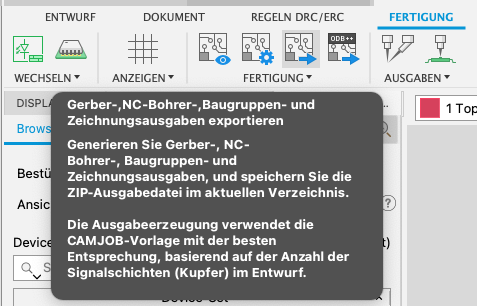 ENTWURF DOKUMENT REGELN DRC/ERC FERTIGUNG
ODB++
WECHSELN ANZEIGEN FERTIGUNG AUSGABEN
DISPL
1 Top
Brows
Gerber-,NC-Bohrer-,Baugruppen- und
Zeichnungsausgaben exportieren
Generieren Sie Gerber-, NC-
Bohrer-, Baugruppen- und
Zeichnungsausgaben, und speichern Sie die
ZIP-Ausgabedatei im aktuellen Verzeichnis.
Bestü
Ansic
Die Ausgabeerzeugung verwendet die
CAMJOB-Vorlage mit der besten
Entsprechung, basierend auf der Anzahl der
Signalschichten (Kupfer) im Entwurf.
Device
t)
S